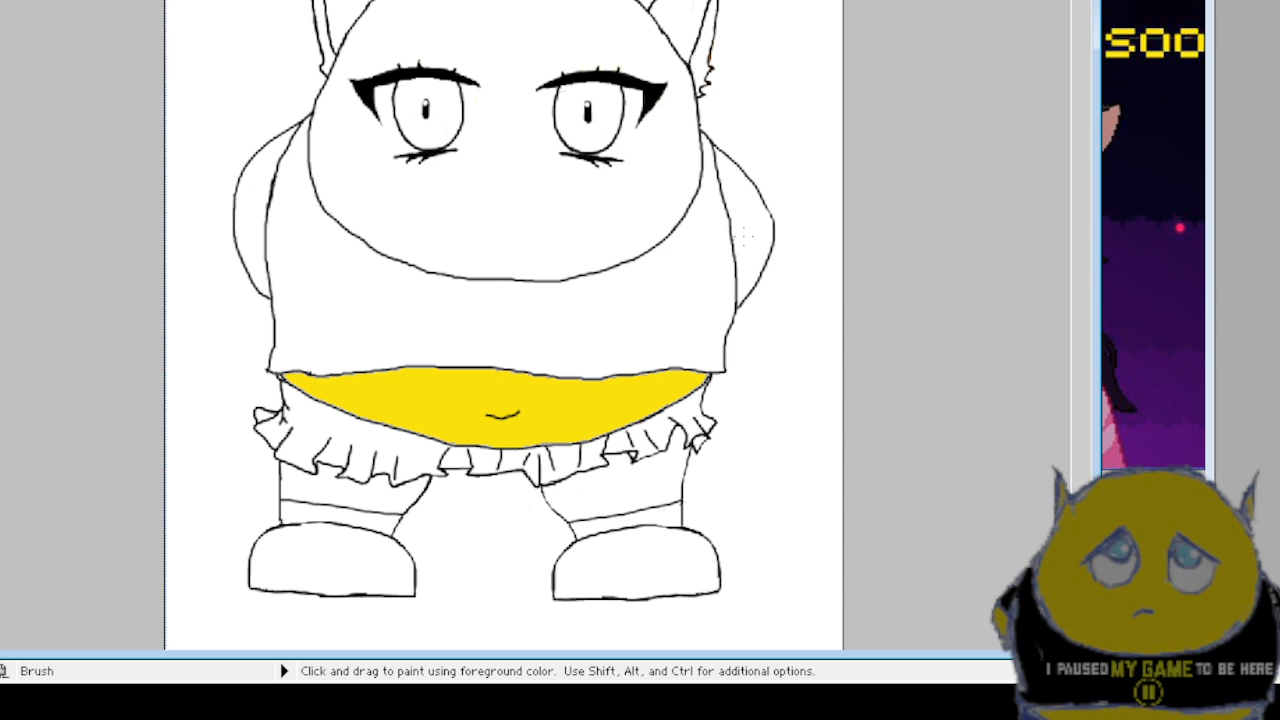 SOO
Brush
Click and drag to paint using foreground color. Use Shift, Alt, and Ctrl for additional options.
I PAUSED MY GAME TO BE HERE